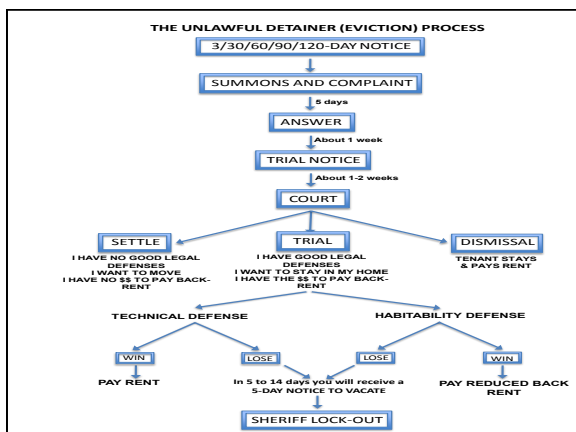 THE UNLAWFUL DETAINER (EVICTION) PROCESS
3/30/60/90/120-DAY NOTICE
SUMMONS AND COMPLAINT
5 days
ANSWER
About 1 week
TRIAL NOTICE
About 1-2 weeks
COURT
SETTLE
I HAVE NO GOOD LEGAL
DEFENSES
I WANT TO MOVE
I HAVE NO $$ TO PAY BACK-
RENT
TRIAL
I HAVE GOOD LEGAL
DEFENSES
I WANT TO STAY IN MY HOME
I HAVE THE $$ TO PAY BACK-
RENT
DISMISSAL
TENANT STAYS
& PAYS RENT
TECHNICAL DEFENSE
HABITABILITY DEFENSE
WIN
LOSE
LOSE
WIN
PAY RENT
In 5 to 14 days you will receive a
5-DAY NOTICE TO VACATE
PAY REDUCED BACK
RENT
SHERIFF LOCK-OUT